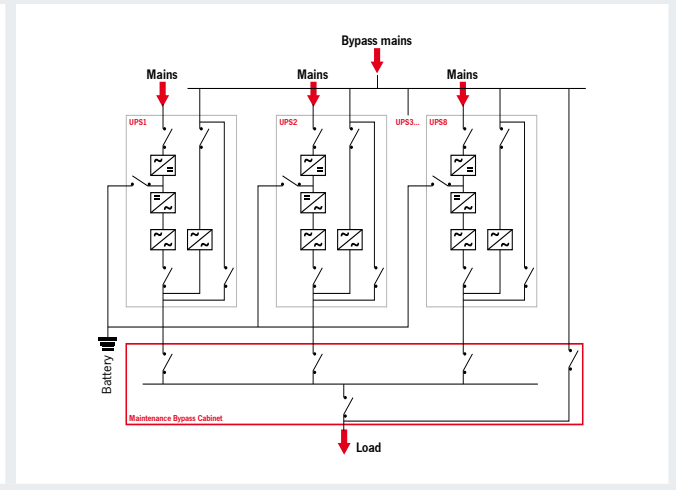 Bypass mains
Mains
Mains
Mains
UPS1
UPS2
UPS3...
UPS8
Battery
Maintenance Bypass Cabinet
Load